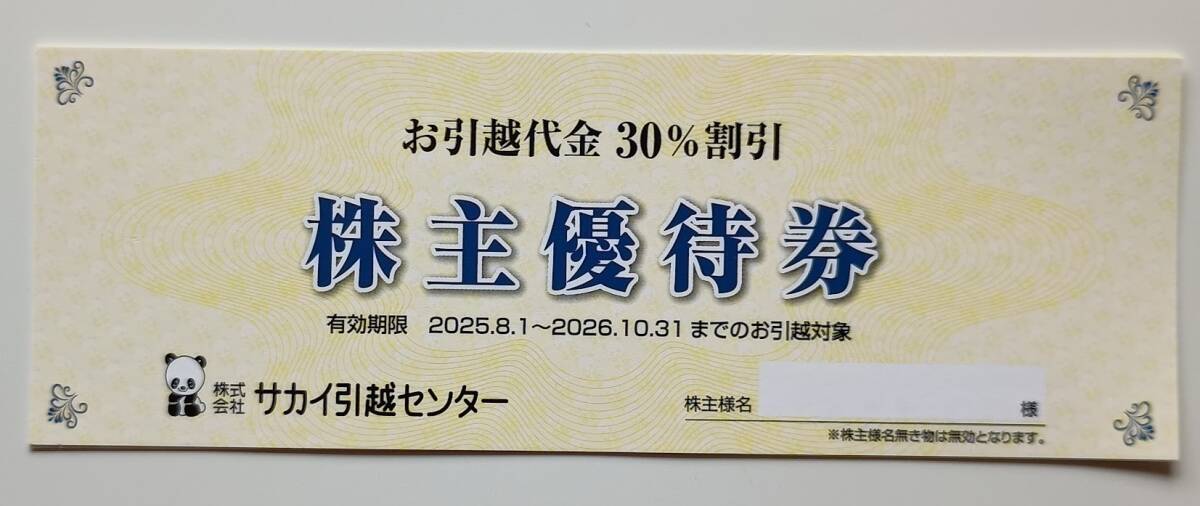 お引越代金 30%割引
株主優待券
有効期限 2025.8.1～2026.10.31 までのお引越対象
株式会社 サカイ引越センター
株主様名 様
※株主様名無き物は無効となります。